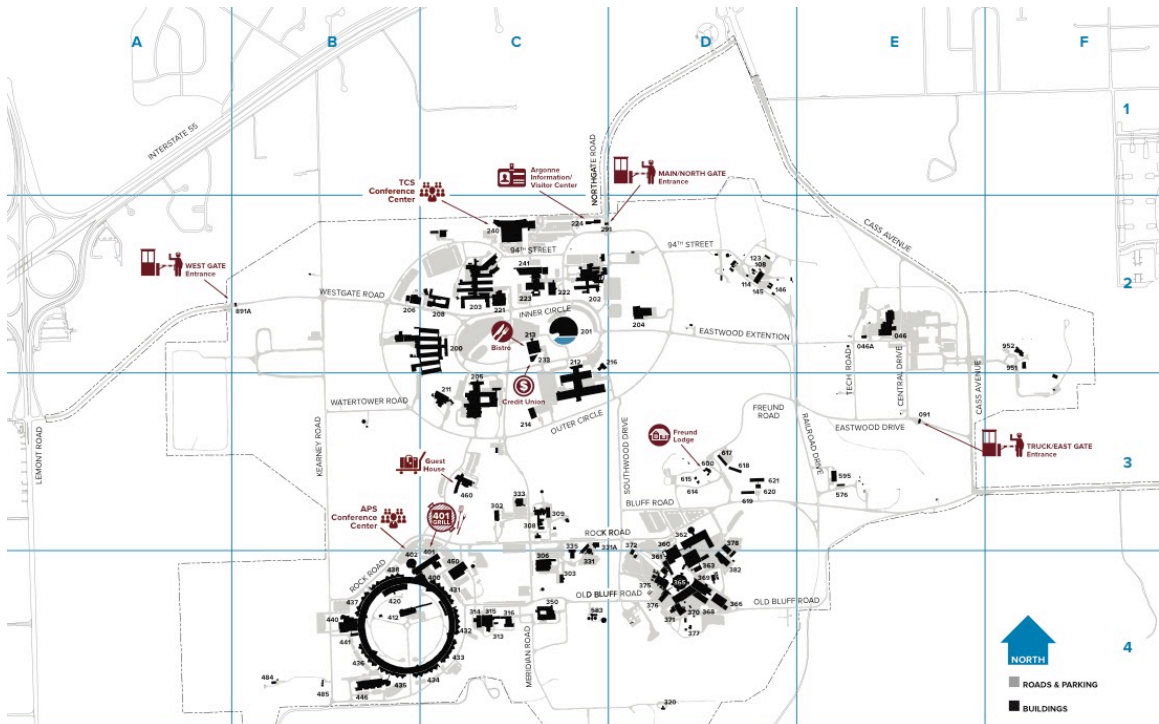 A
B
C
D
E
F
1
INTERSTATE 55
NORTHGATE ROAD
TCS
Conference
Center
Argonne
Information/
Visitor Center
MAIN/NORTH GATE
Entrance
CASS AVENUE
240
224
291
94TH STREET
94TH STREET
WEST GATE
Entrance
241
123
108
114
145
146
2
WESTGATE ROAD
891A
206
208
203
221
223
222
202
INNER CIRCLE
204
201
EASTWOOD EXTENTION
046
046A
213
Bistro
233
200
952
951
TECH ROAD
CENTRAL DRIVE
CASS AVENUE
212
216
205
211
Credit Union
214
OUTER CIRCLE
WATERTOWER ROAD
FREUND
ROAD
EASTWOOD DRIVE
091
TRUCK/EAST GATE
Entrance
LEMONT ROAD
KEARNEY ROAD
SOUTHWOOD DRIVE
RAILROAD DRIVE
Freund
Lodge
617
600
618
615
614
621
620
619
595
576
3
Guest
House
460
333
302
309
308
BLUFF ROAD
APS
Conference
Center
401
GRILL
ROCK ROAD
362
402
401
450
306
335
331A
331
372
360
361
378
382
363
ROCK ROAD
438
400
431
303
375
365
369
437
420
412
OLD BLUFF ROAD
OLD BLUFF ROAD
376
366
368
370
371
377
440
441
314
315
316
313
350
583
432
436
433
434
435
446
484
485
MERIDIAN ROAD
320
4
NORTH
ROADS & PARKING
BUILDINGS